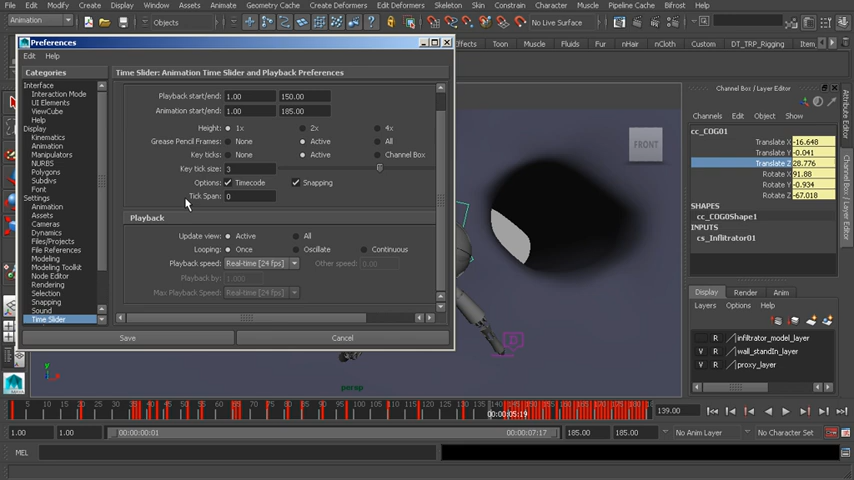 File Edit Modify Create Display Window Assets Animate Geometry Cache Create Deformers Edit Deformers Skeleton Skin Constrain Character Muscle Pipeline Cache Bonus Tools Help
Animation Objects No Live Surface
Preferences
Effects Toon Muscle Fluids Fur nHair nCloth Custom DT_TRP_Rigging Item_
Edit Help
Categories Time Slider: Animation Time Slider and Playback Preferences
Interface
Interaction Mode
UI Elements
ViewCube
Help
Display
Kinematics
Animation
Manipulators
NURBS
Polygons
Subdivs
Font
Settings
Animation
Assets
Cameras
Dynamics
Files/Projects
File References
Modeling
Modeling Toolkit
Node Editor
Rendering
Selection
Snapping
Sound
Time Slider
Playback start/end: 1.00 150.00
Animation start/end: 1.00 185.00
Height: 1x 2x 4x
Grease Pencil Frames: None Active All
Key ticks: None Active Channel Box
Key tick size: 3
Options: Timecode Snapping
Tick Span: 0
Playback
Update view: Active All
Looping: Once Oscillate Continuous
Playback speed: Real-time [24 fps] Other speed: 0.00
Playback by: 1.000
Max Playback Speed: Real-time [24 fps]
Save Cancel
FRONT
persp
Channel Box / Layer Editor
Channels Edit Object Show
cc_COG01
Translate X -16.648
Translate Y -0.041
Translate Z 28.776
Rotate X 91.88
Rotate Y -0.934
Rotate Z -67.018
SHAPES
cc_COG0Shape1
INPUTS
cs_Inflitrator01
Display Render Anim
Layers Options Help
infiltrator_model_layer
V R wall_standIn_layer
V R proxy_layer
Attribute Editor
Channel Box / Layer Editor
00:00:05:19 139.00
1.00 1.00 00:00:00:01 00:00:07:17 185.00 185.00 No Anim Layer No Character Set
MEL